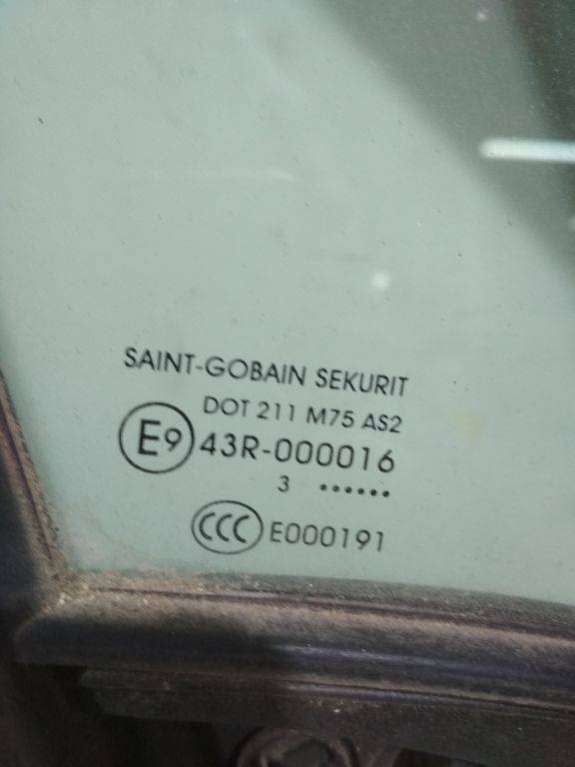 SAINT-GOBAIN SEKURIT
DOT 211 M75 AS2
E9 43R-000016
3 ••••••
CCC E000191